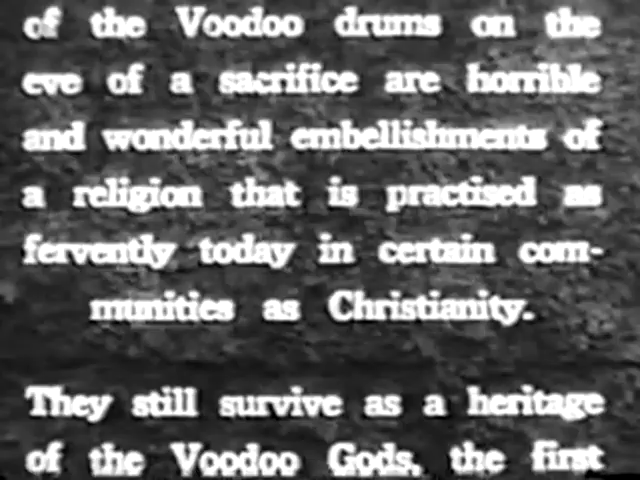 of the Voodoo drums on the
eve of a sacrifice are horrible
and wonderful embellishments of
a religion that is practised as
fervently today in certain com-
munities as Christianity.
They still survive as a heritage
of the Voodoo Gods, the first